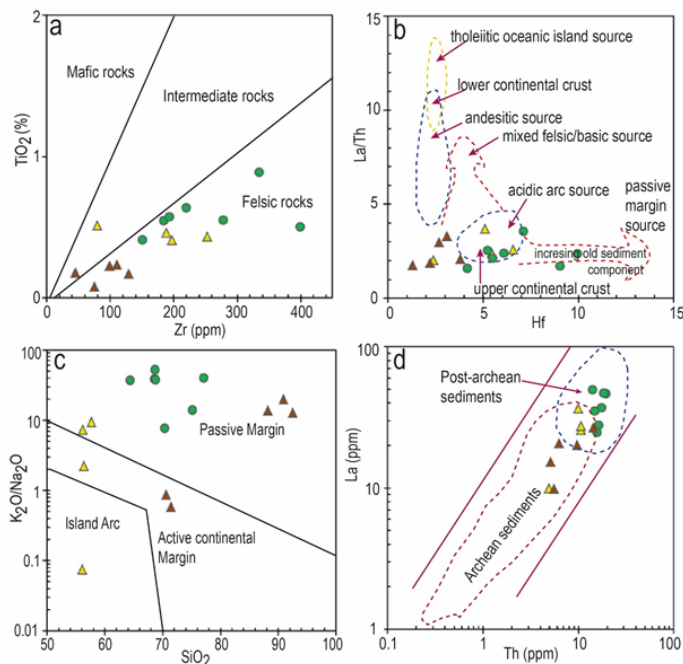 a
2
1
0
TiO2 (%)
Mafic rocks
Intermediate rocks
Felsic rocks
0 100 200 300 400
Zr (ppm)
b
15
10
5
0
La/Th
tholeiitic oceanic island source
lower continental crust
andesitic source
mixed felsic/basic source
acidic arc source
passive
margin
source
incresing old sediment
component
upper continental crust
0 5 10 15
Hf
c
100
10
1
0.1
0.01
K2O/Na2O
Passive Margin
Island Arc
Active continental
Margin
50 60 70 80 90 100
SiO2
d
100
10
1
La (ppm)
Post-archean
sediments
Archean sediments
0.1 1 10 100
Th (ppm)